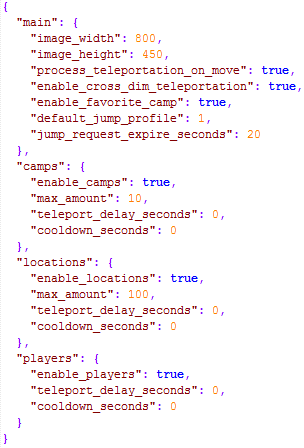 {
  "main": {
    "image_width": 800,
    "image_height": 450,
    "process_teleportation_on_move": true,
    "enable_cross_dim_teleportation": true,
    "enable_favorite_camp": true,
    "default_jump_profile": 1,
    "jump_request_expire_seconds": 20
  },
  "camps": {
    "enable_camps": true,
    "max_amount": 10,
    "teleport_delay_seconds": 0,
    "cooldown_seconds": 0
  },
  "locations": {
    "enable_locations": true,
    "max_amount": 100,
    "teleport_delay_seconds": 0,
    "cooldown_seconds": 0
  },
  "players": {
    "enable_players": true,
    "teleport_delay_seconds": 0,
    "cooldown_seconds": 0
  }
}